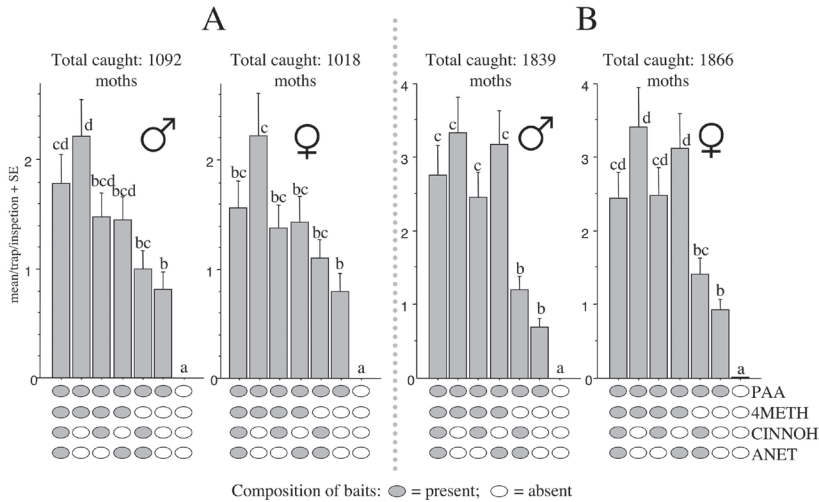 A
B
Total caught: 1092
moths
Total caught: 1018
moths
Total caught: 1839
moths
Total caught: 1866
moths
mean/trap/inspetion + SE
2
1
0
cd
d
bcd
bcd
bc
b
a
2
1
0
bc
c
bc
bc
bc
b
a
4
3
2
1
0
c
c
c
c
b
b
a
4
3
2
1
0
cd
d
cd
d
bc
b
a
PAA
4METH
CINNOH
ANET
Composition of baits: = present; = absent